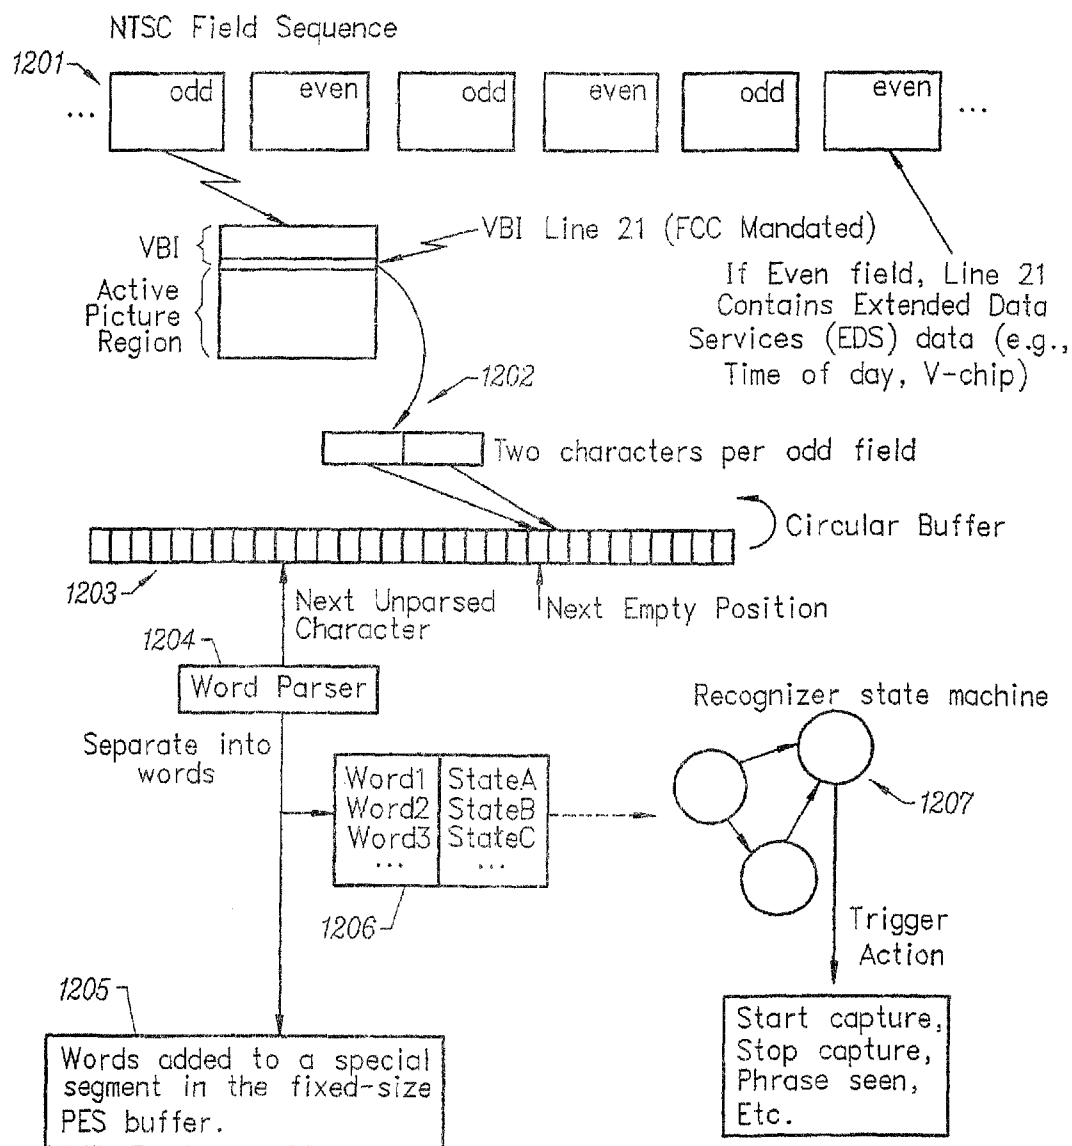 NTSC Field Sequence
1201
odd
even
odd
even
odd
even
...
...
VBI
VBI Line 21 (FCC Mandated)
Active
Picture
Region
If Even field, Line 21
Contains Extended Data
Services (EDS) data (e.g.,
Time of day, V-chip)
1202
Two characters per odd field
Circular Buffer
1203
Next Unparsed
Character
Next Empty Position
1204
Word Parser
Separate into
words
Word1 StateA
Word2 StateB
Word3 StateC
... ...
1206
Recognizer state machine
1207
Trigger
Action
1205
Words added to a special
segment in the fixed-size
PES buffer.
Start capture,
Stop capture,
Phrase seen,
Etc.